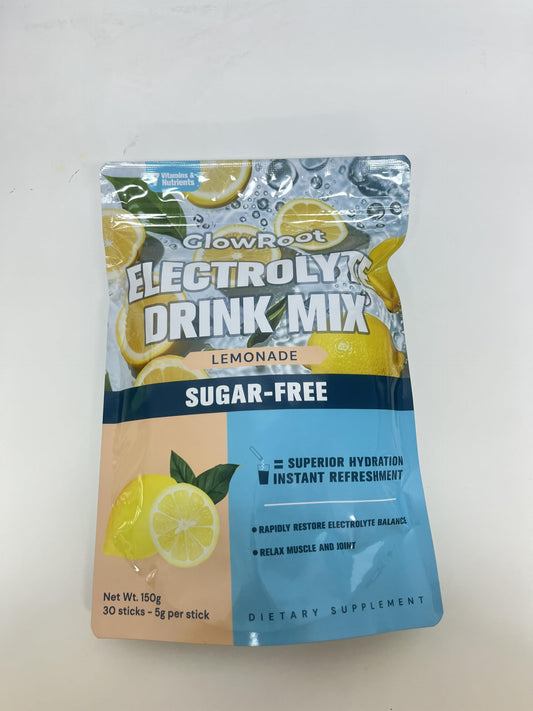 Vitamins &
Nutrients
GlowRoot
ELECTROLYTE
DRINK MIX
LEMONADE
SUGAR-FREE
= SUPERIOR HYDRATION
INSTANT REFRESHMENT
• RAPIDLY RESTORE ELECTROLYTE BALANCE
• RELAX MUSCLE AND JOINT
Net Wt. 150g
30 sticks - 5g per stick
DIETARY SUPPLEMENT